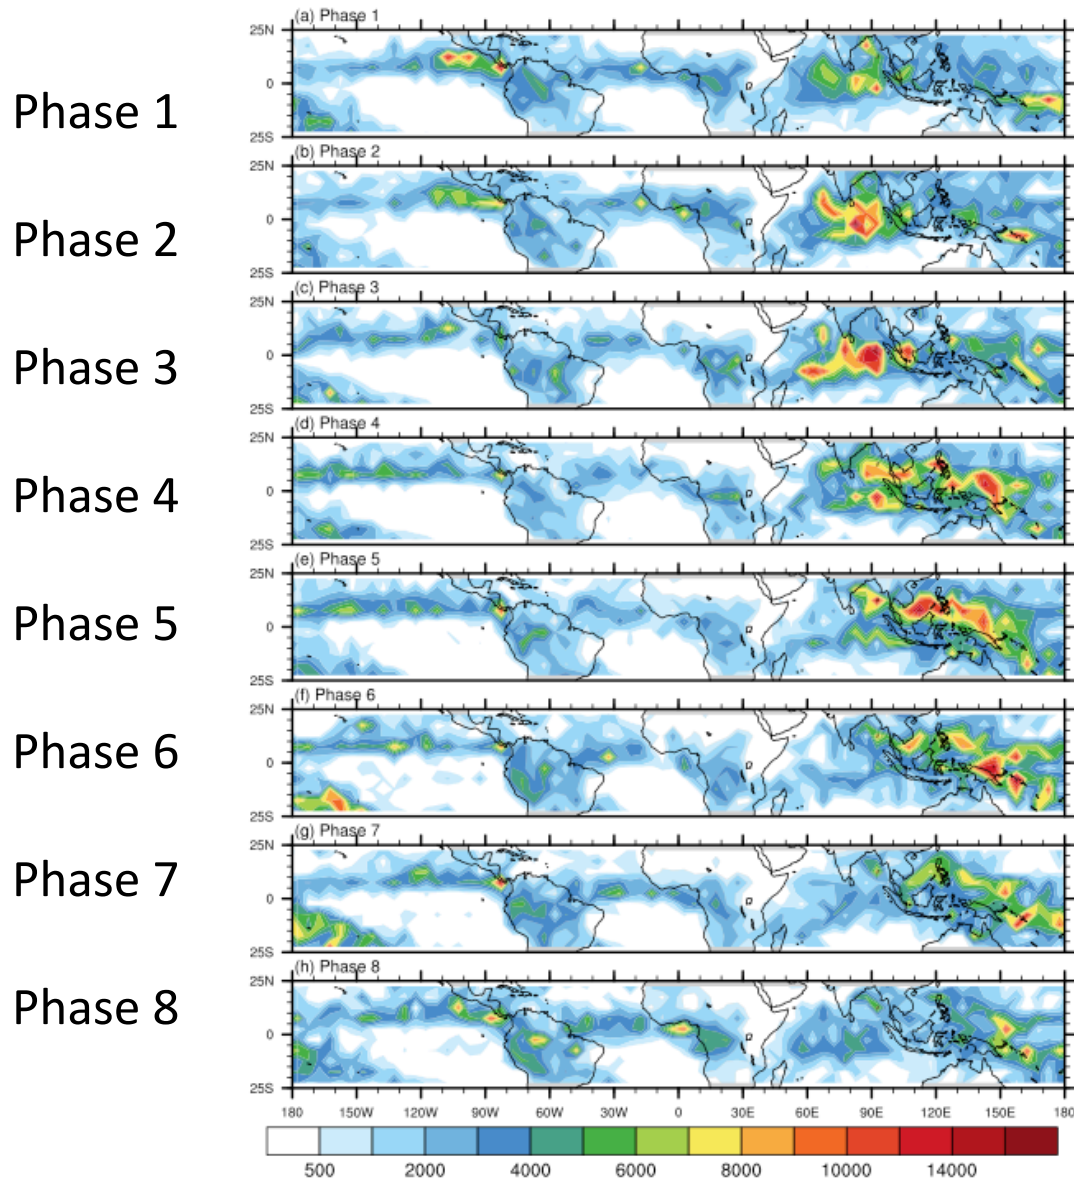 (a) Phase 1
25N
0
25S
Phase 1
(b) Phase 2
25N
0
25S
Phase 2
(c) Phase 3
25N
0
25S
Phase 3
(d) Phase 4
25N
0
25S
Phase 4
(e) Phase 5
25N
0
25S
Phase 5
(f) Phase 6
25N
0
25S
Phase 6
(g) Phase 7
25N
0
25S
Phase 7
(h) Phase 8
25N
0
25S
Phase 8
180 150W 120W 90W 60W 30W 0 30E 60E 90E 120E 150E 180
500 2000 4000 6000 8000 10000 14000